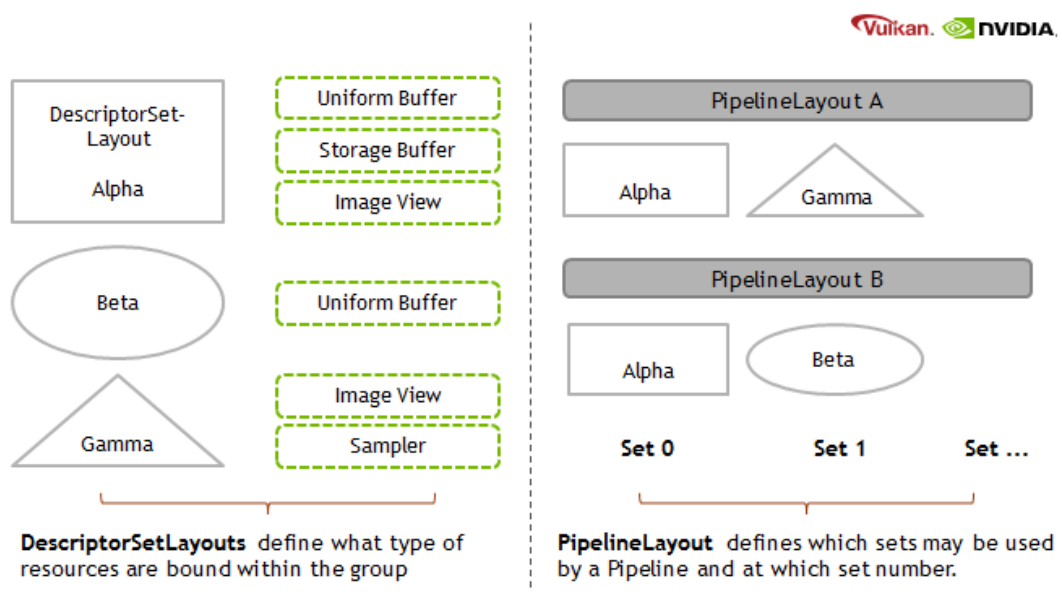 Vulkan.
NVIDIA.
DescriptorSet-
Layout
Alpha
Uniform Buffer
Storage Buffer
Image View
Beta
Uniform Buffer
Gamma
Image View
Sampler
DescriptorSetLayouts define what type of
resources are bound within the group
PipelineLayout A
Alpha
Gamma
PipelineLayout B
Alpha
Beta
Set 0
Set 1
Set ...
PipelineLayout defines which sets may be used
by a Pipeline and at which set number.